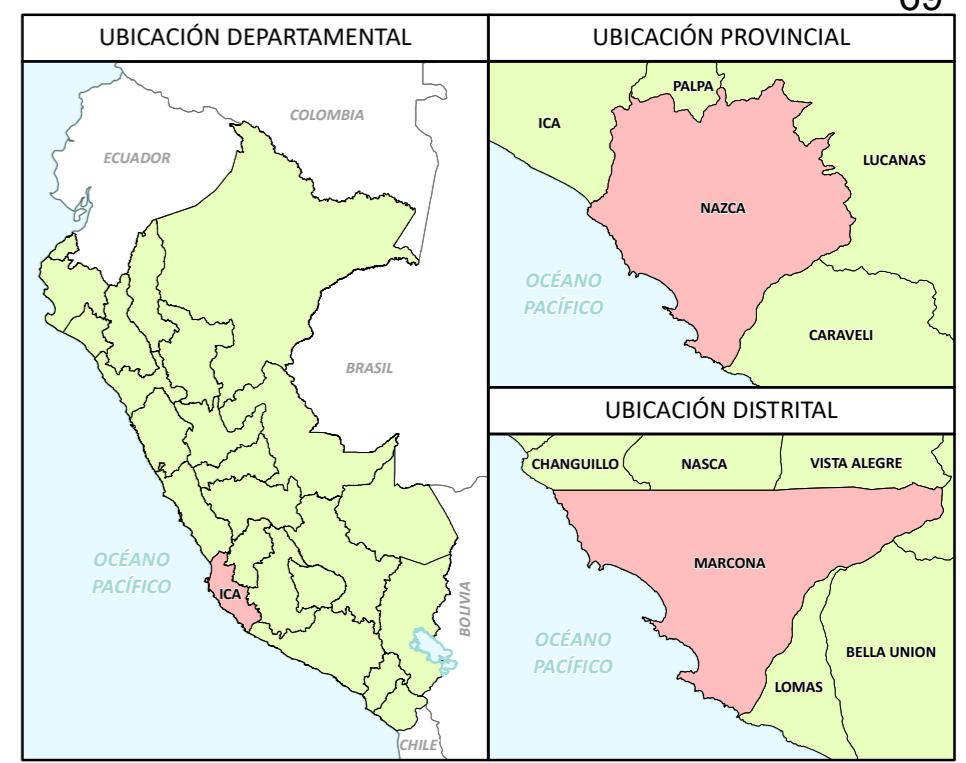 69
UBICACIÓN DEPARTAMENTAL
COLOMBIA
ECUADOR
BRASIL
OCÉANO
PACÍFICO
ICA
BOLIVIA
CHILE
UBICACIÓN PROVINCIAL
PALPA
ICA
LUCANAS
NAZCA
OCÉANO
PACÍFICO
CARAVELI
UBICACIÓN DISTRITAL
CHANGUILLO
NASCA
VISTA ALEGRE
MARCONA
OCÉANO
PACÍFICO
BELLA UNION
LOMAS